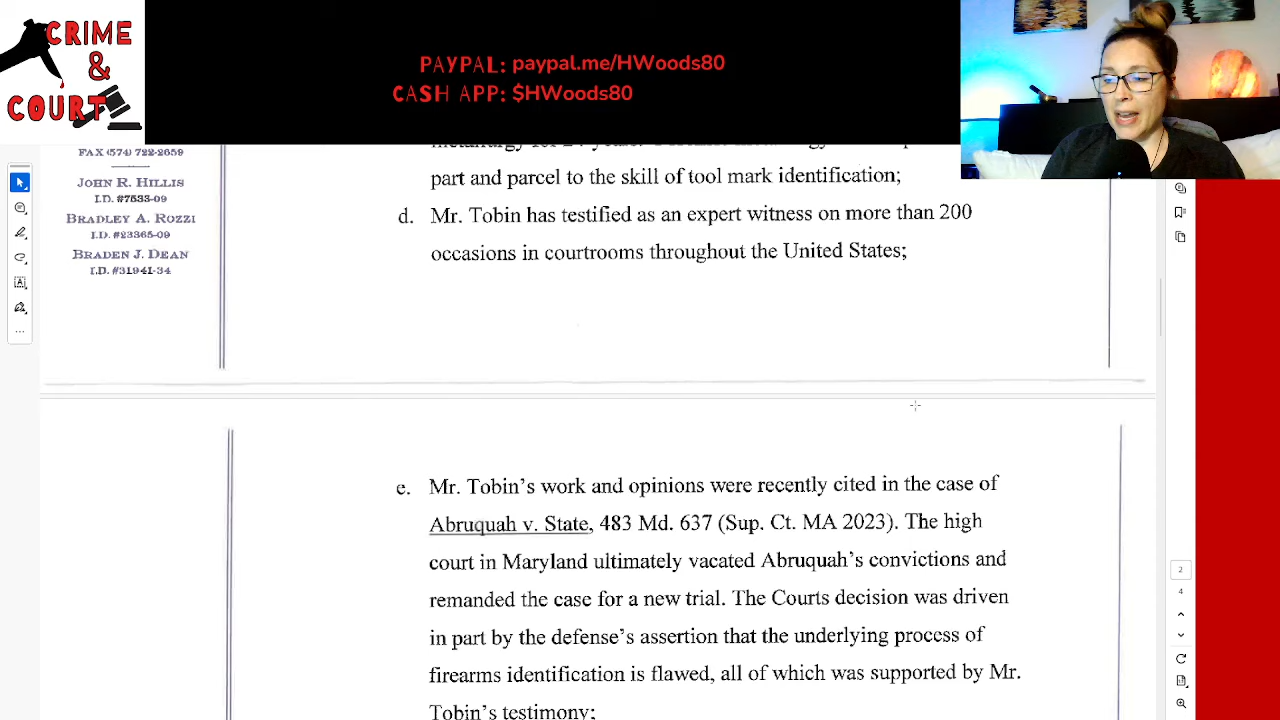 CRIME
&
COURT
PAYPAL: paypal.me/HWoods80
CASH APP: $HWoods80
FAX (574) 722-2659
JOHN R. HILLIS
I.D. #7533-09
BRADLEY A. ROZZI
I.D. #23365-09
BRADEN J. DEAN
I.D. #31941-34
part and parcel to the skill of tool mark identification;
d. Mr. Tobin has testified as an expert witness on more than 200
occasions in courtrooms throughout the United States;
e. Mr. Tobin's work and opinions were recently cited in the case of
Abruquah v. State, 483 Md. 637 (Sup. Ct. MA 2023). The high
court in Maryland ultimately vacated Abruquah's convictions and
remanded the case for a new trial. The Courts decision was driven
in part by the defense's assertion that the underlying process of
firearms identification is flawed, all of which was supported by Mr.
Tobin's testimony;
2
4